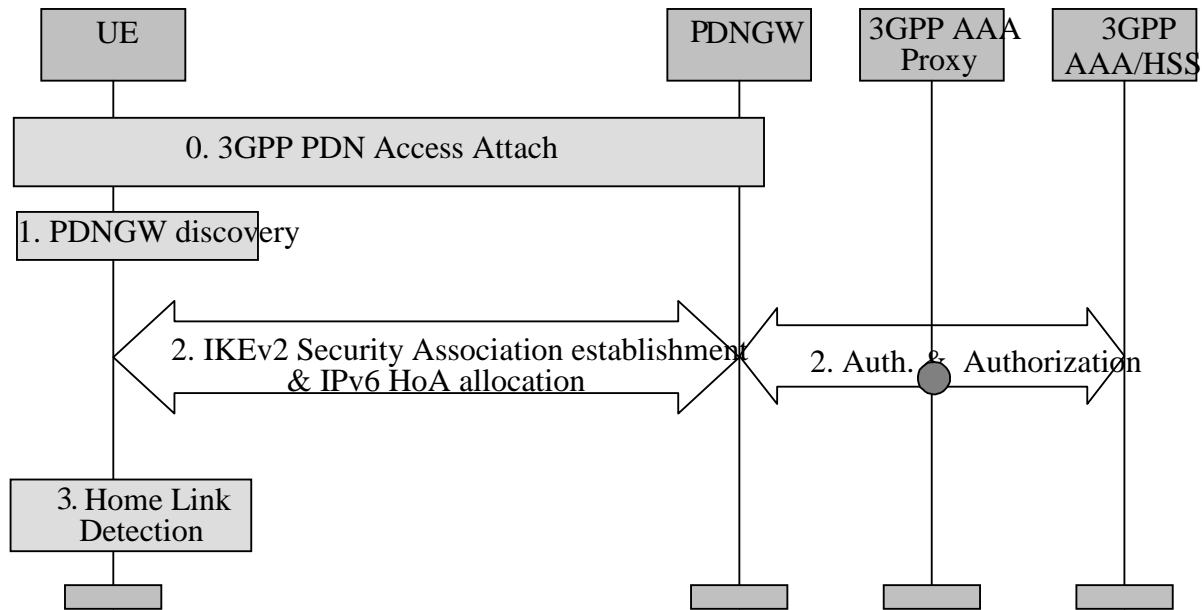 UE
PDNGW
3GPP AAA
Proxy
3GPP
AAA/HSS
0. 3GPP PDN Access Attach
1. PDNGW discovery
2. IKEv2 Security Association establishment
& IPv6 HoA allocation
2. Auth. & Authorization
3. Home Link
Detection